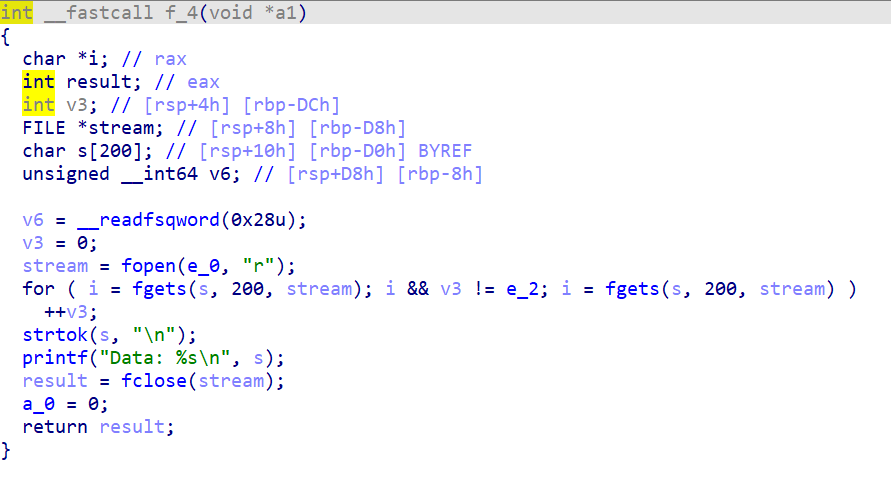 int __fastcall f_4(void *a1)
{
  char *i; // rax
  int result; // eax
  int v3; // [rsp+4h] [rbp-DCh]
  FILE *stream; // [rsp+8h] [rbp-D8h]
  char s[200]; // [rsp+10h] [rbp-D0h] BYREF
  unsigned __int64 v6; // [rsp+D8h] [rbp-8h]

  v6 = __readfsqword(0x28u);
  v3 = 0;
  stream = fopen(e_0, "r");
  for ( i = fgets(s, 200, stream); i && v3 != e_2; i = fgets(s, 200, stream) )
    ++v3;
  strtok(s, "\n");
  printf("Data: %s\n", s);
  result = fclose(stream);
  a_0 = 0;
  return result;
}